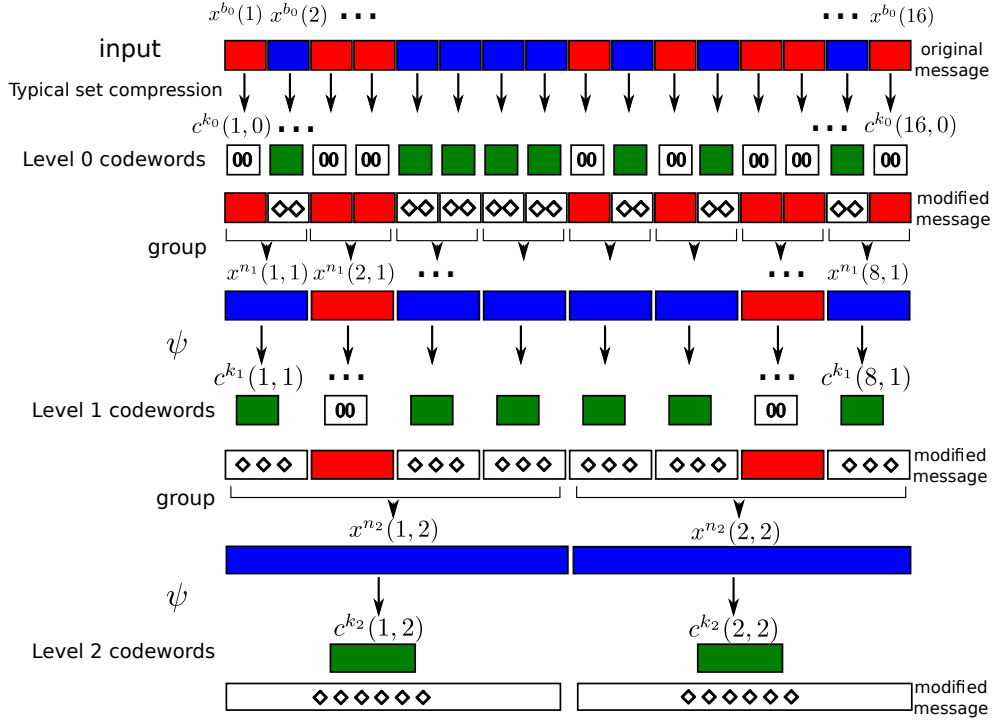 x^{b_0}(1) x^{b_0}(2) ... ... x^{b_0}(16)
input
original message
Typical set compression
c^{k_0}(1, 0) ... ... c^{k_0}(16, 0)
Level 0 codewords 00 00 00 00 00 00 00 00
◇◇ ◇◇ ◇◇ ◇◇ ◇◇ ◇◇ ◇◇ ◇◇
modified message
group
x^{n_1}(1, 1) x^{n_1}(2, 1) ... ... x^{n_1}(8, 1)
ψ
c^{k_1}(1, 1) ... ... c^{k_1}(8, 1)
Level 1 codewords 00 00
◇ ◇ ◇ ◇ ◇ ◇ ◇ ◇ ◇ ◇ ◇ ◇ ◇ ◇ ◇ ◇ ◇ ◇
modified message
group
x^{n_2}(1, 2) x^{n_2}(2, 2)
ψ
c^{k_2}(1, 2) c^{k_2}(2, 2)
Level 2 codewords
◇ ◇ ◇ ◇ ◇ ◇ ◇ ◇ ◇ ◇ ◇ ◇
modified message